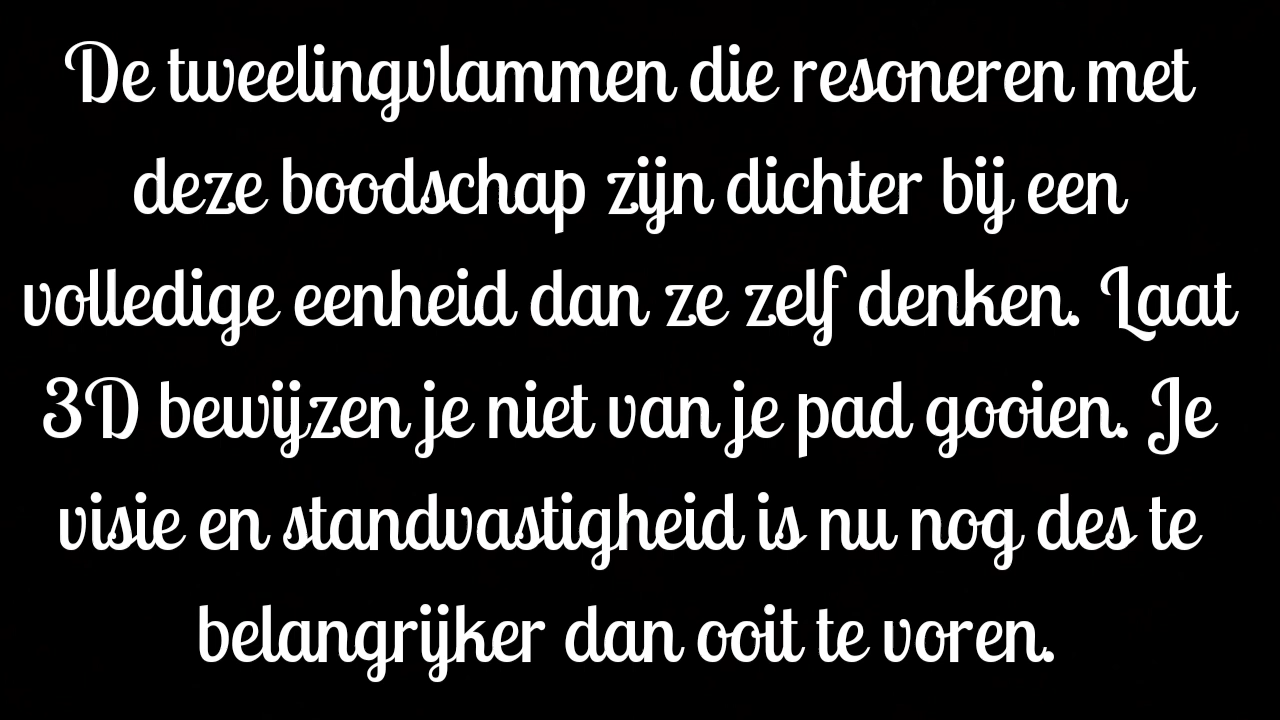 De tweelingvlammen die resoneren met
deze boodschap zijn dichter bij een
volledige eenheid dan ze zelf denken. Laat
3D bewijzen je niet van je pad gooien. Je
visie en standvastigheid is nu nog des te
belangrijker dan ooit te voren.